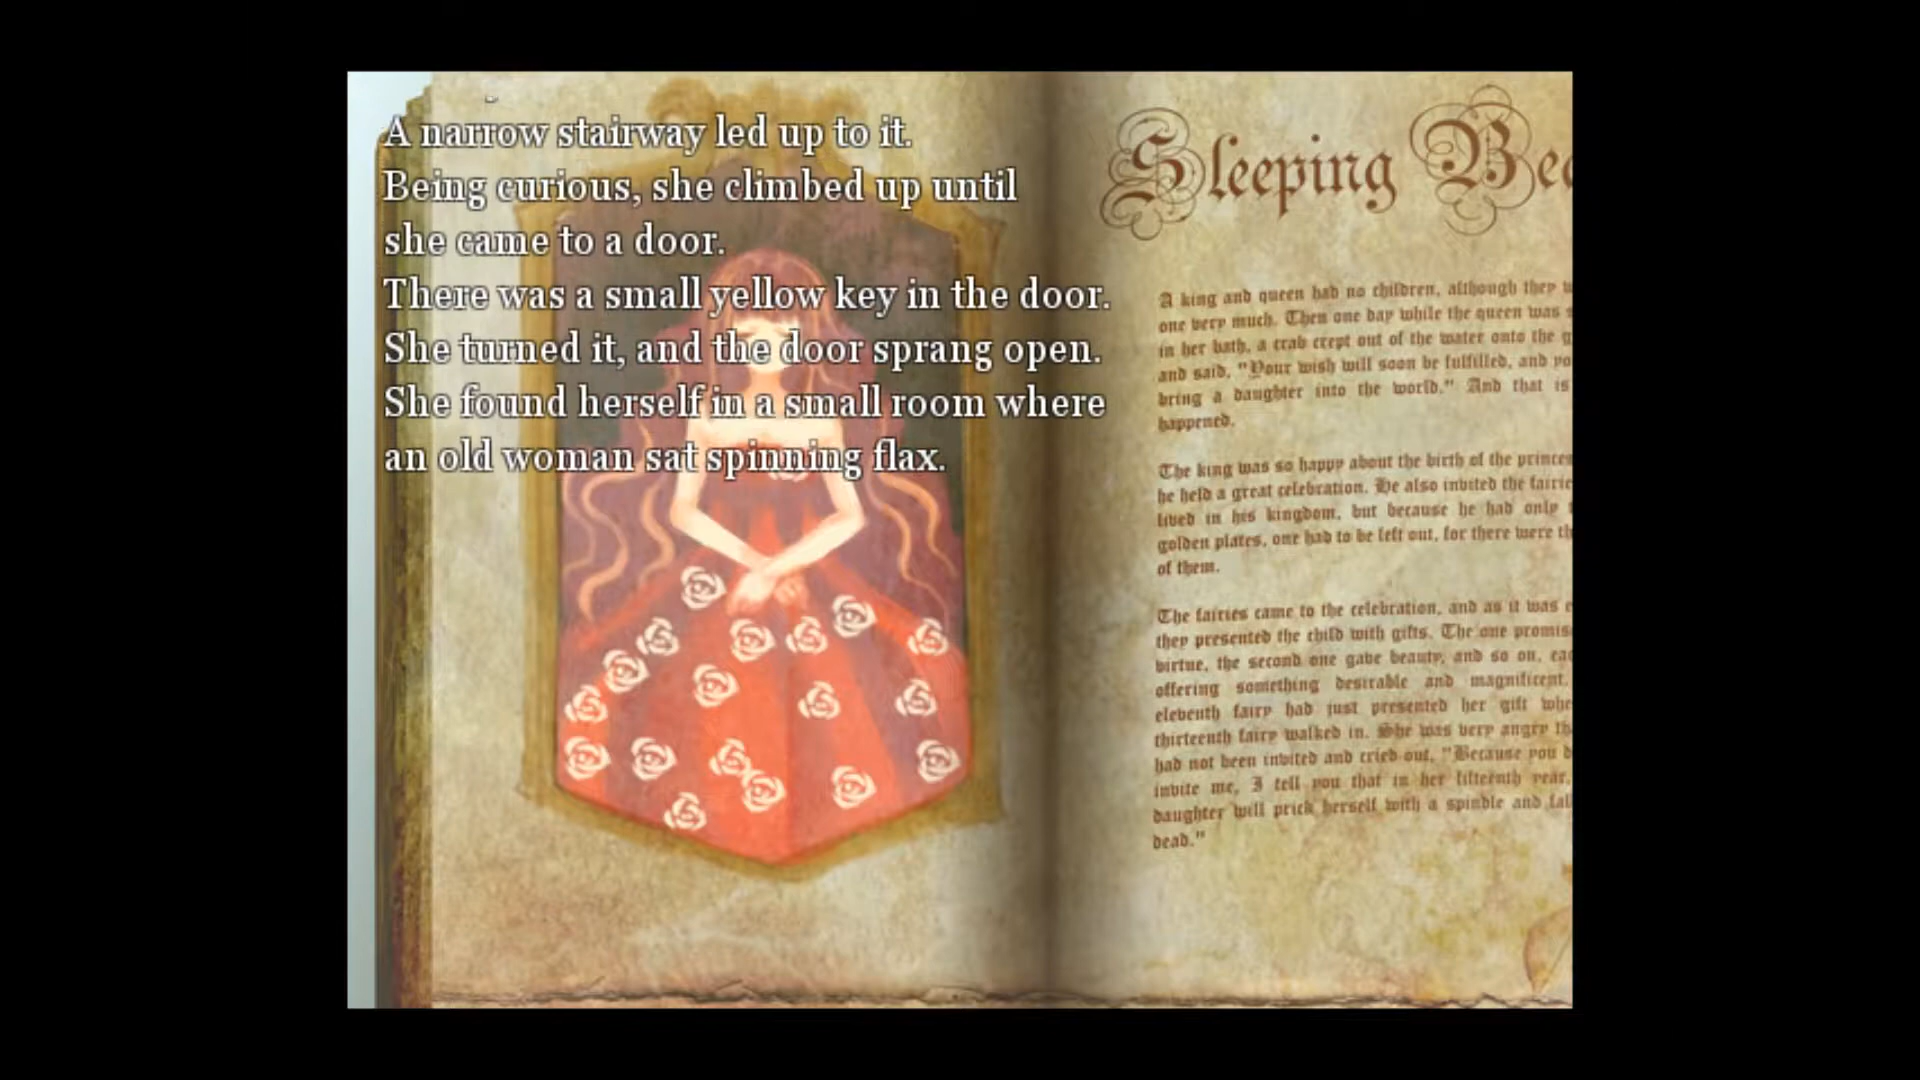 A narrow stairway led up to it.
Being curious, she climbed up until
she came to a door.
There was a small yellow key in the door.
She turned it, and the door sprang open.
She found herself in a small room where
an old woman sat spinning flax.
Sleeping
A king and queen had no children, although they
one very much. Then one day while the queen was
in her bath, a crab crept out of the water onto the
and said, "Your wish will soon be fulfilled, and
bring a daughter into the world." And that is
happened.
The king was so happy about the birth of the
he held a great celebration. He also invited the
lived in his kingdom, but because he had only
golden plates, one had to be left out, for there were
of them.
The fairies came to the celebration, and as it was
they presented the child with gifts. The one
virtue, the second one gave beauty, and so on,
offering something desirable and magnificent.
eleventh fairy had just presented her gift
thirteenth fairy walked in. She was very angry
had not been invited and cried out, "Because you
invite me, I tell you that in her fifteenth year,
daughter will prick herself with a spindle and
dead."